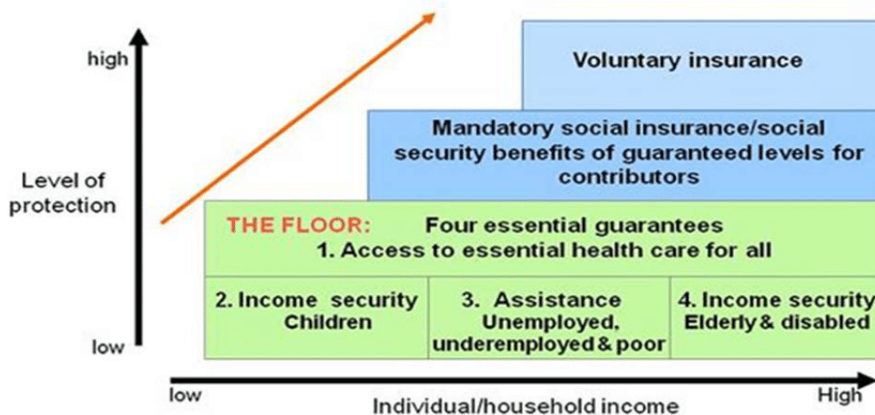 high
Level of
protection
low
Voluntary insurance
Mandatory social insurance/social
security benefits of guaranteed levels for
contributors
THE FLOOR: Four essential guarantees
1. Access to essential health care for all
2. Income security
Children
3. Assistance
Unemployed,
underemployed & poor
4. Income security
Elderly & disabled
low
Individual/household income
High